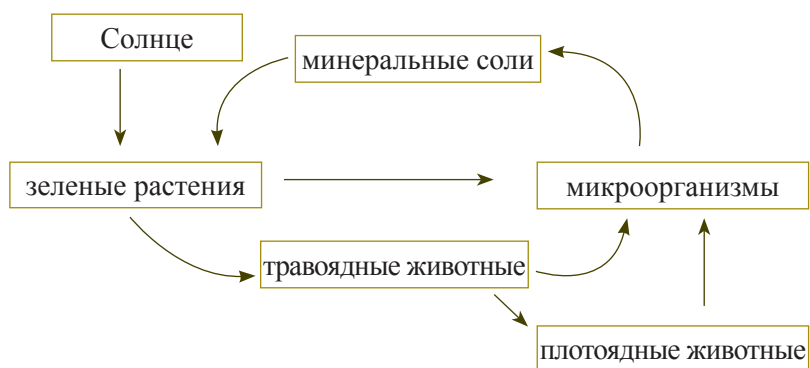 Солнце
минеральные соли
зеленые растения
микроорганизмы
травоядные животные
плотоядные животные